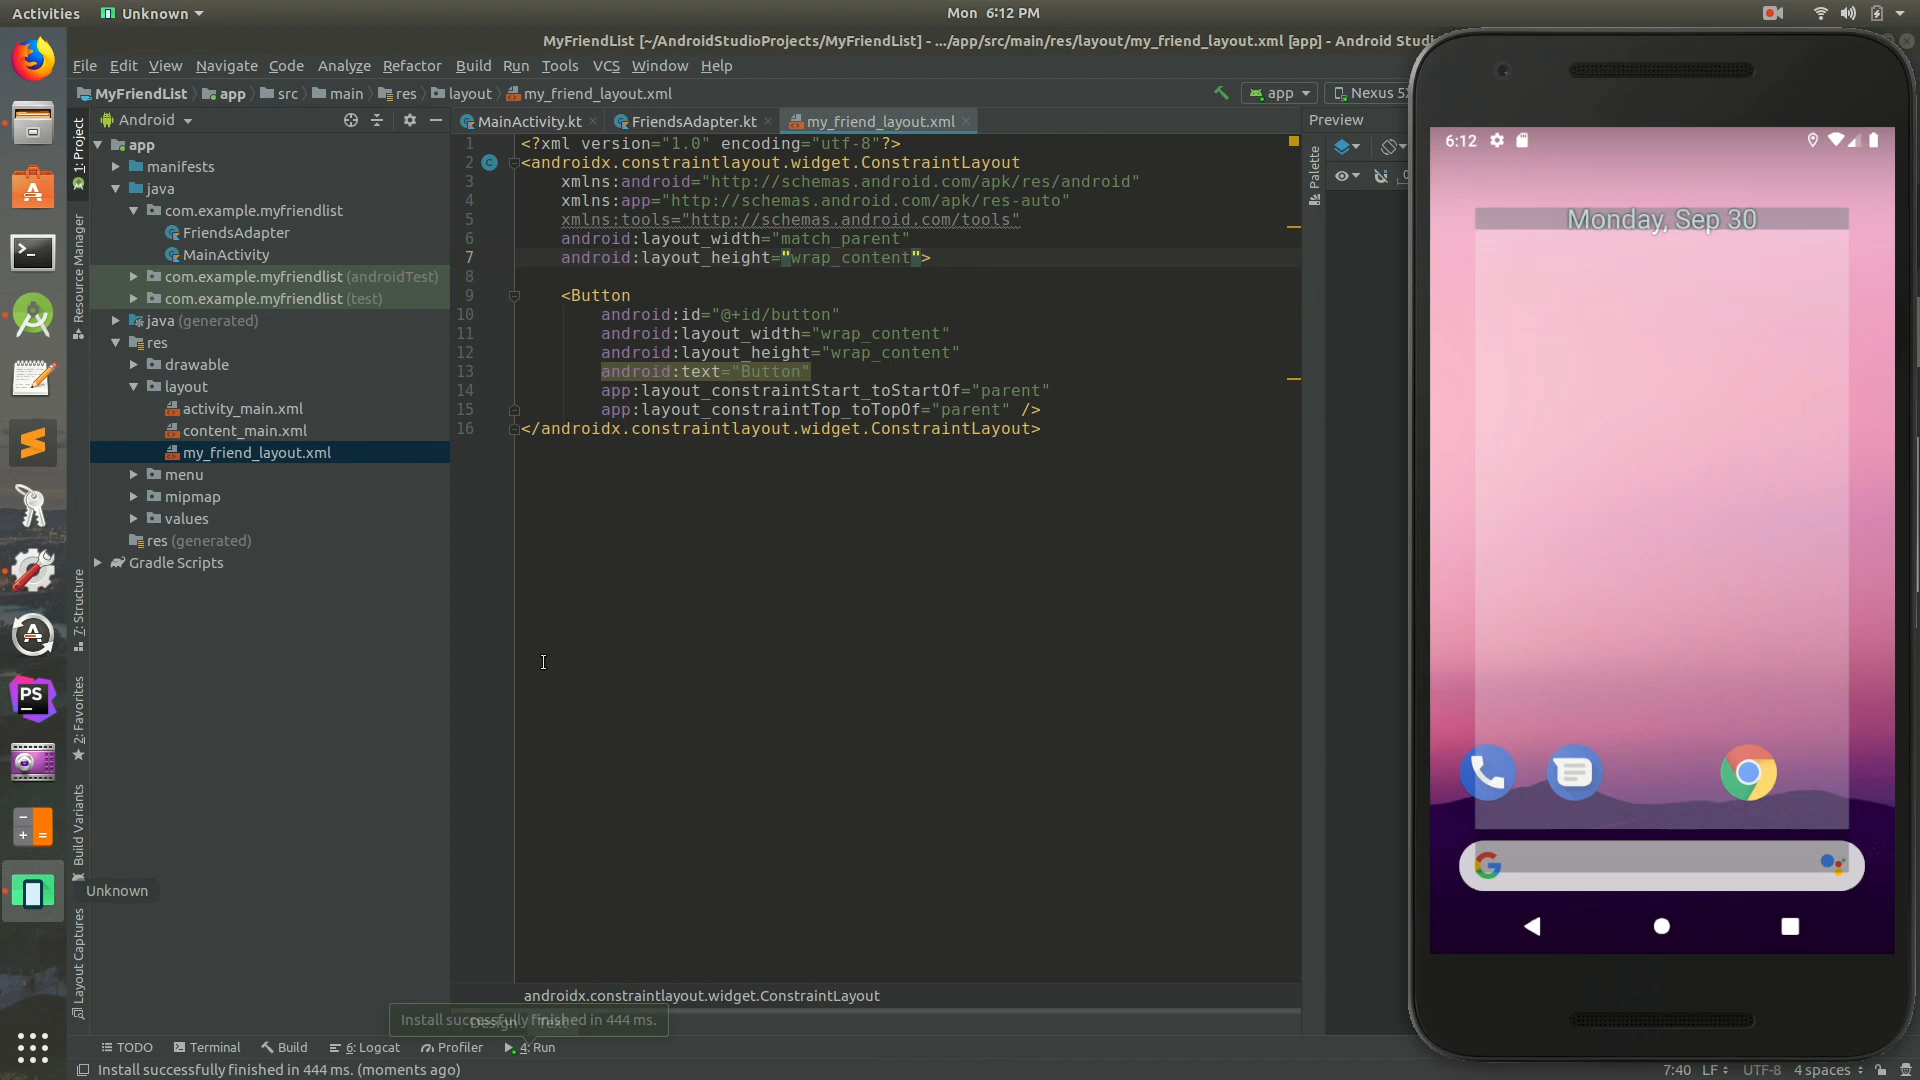 Activities Unknown Mon 6:12 PM
MyFriendList [~/AndroidStudioProjects/MyFriendList] - .../app/src/main/res/layout/my_friend_layout.xml [app] - Android
File Edit View Navigate Code Analyze Refactor Build Run Tools VCS Window Help
MyFriendList app src main res layout my_friend_layout.xml app Nexus 5X
Android
MainActivity.kt FriendsAdapter.kt my_friend_layout.xml Preview
1: Project
Resource Manager
7: Structure
2: Favorites
Build Variants
Layout Captures
app
manifests
java
com.example.myfriendlist
FriendsAdapter
MainActivity
com.example.myfriendlist (androidTest)
com.example.myfriendlist (test)
java (generated)
res
drawable
layout
activity_main.xml
content_main.xml
my_friend_layout.xml
menu
mipmap
values
res (generated)
Gradle Scripts
1 <?xml version="1.0" encoding="utf-8"?>
2 <androidx.constraintlayout.widget.ConstraintLayout
3 xmlns:android="http://schemas.android.com/apk/res/android"
4 xmlns:app="http://schemas.android.com/apk/res-auto"
5 xmlns:tools="http://schemas.android.com/tools"
6 android:layout_width="match_parent"
7 android:layout_height="wrap_content">
8
9 <Button
10 android:id="@+id/button"
11 android:layout_width="wrap_content"
12 android:layout_height="wrap_content"
13 android:text="Button"
14 app:layout_constraintStart_toStartOf="parent"
15 app:layout_constraintTop_toTopOf="parent" />
16 </androidx.constraintlayout.widget.ConstraintLayout>
Palette
6:12
Monday, Sep 30
PS
Unknown
androidx.constraintlayout.widget.ConstraintLayout
Design Text
Install successfully finished in 444 ms.
TODO Terminal Build 6: Logcat Profiler 4: Run
Install successfully finished in 444 ms. (moments ago) 7:40 LF UTF-8 4 spaces